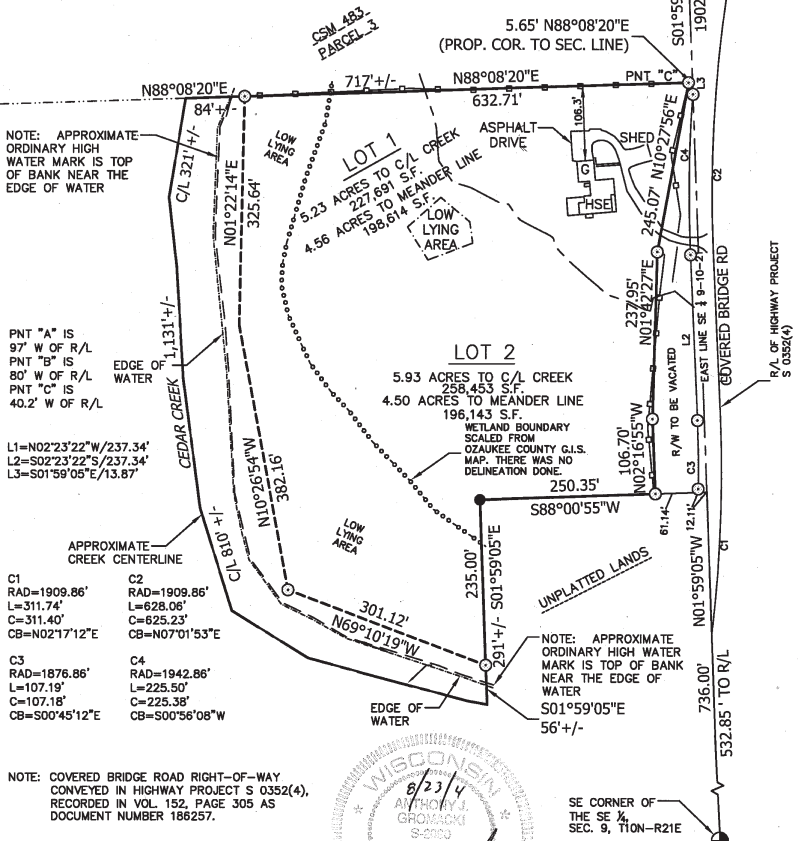 CSM 483
PARCEL 3
5.65' N88°08'20"E
(PROP. COR. TO SEC. LINE)
S01°59'
1902
N88°08'20"E
84'+/-
717'+/-
N88°08'20"E
632.71'
PNT "C"
L3
NOTE: APPROXIMATE
ORDINARY HIGH
WATER MARK IS TOP
OF BANK NEAR THE
EDGE OF WATER
C/L 321' +/-
N01°22'14"E
325.64'
LOW
LYING
AREA
LOT 1
5.23 ACRES TO C/L CREEK
227,691 S.F.
4.56 ACRES TO MEANDER LINE
198,614 S.F.
LOW
LYING
AREA
ASPHALT
DRIVE
106.3'
SHED
G
HSE
N10°27'56"E
245.07'
C4
C2
237.95'
N01°42'27"E
EAST LINE SE ¼ 9-10-21
L2
COVERED BRIDGE RD
R/L OF HIGHWAY PROJECT
S 0352(4)
PNT "A" IS
97' W OF R/L
PNT "B" IS
80' W OF R/L
PNT "C" IS
40.2' W OF R/L
EDGE OF
WATER
CEDAR CREEK 1,131'+/-
L1=N02°23'22"W/237.34'
L2=S02°23'22"S/237.34'
L3=S01°59'05"E/13.87'
LOT 2
5.93 ACRES TO C/L CREEK
258,453 S.F.
4.50 ACRES TO MEANDER LINE
196,143 S.F.
WETLAND BOUNDARY
SCALED FROM
OZAUKEE COUNTY G.I.S.
MAP. THERE WAS NO
DELINEATION DONE.
R/W TO BE VACATED
106.70'
N02°16'55"W
C3
N10°26'54"W
382.16'
250.35'
S88°00'55"W
61.14'
12.11'
C1
LOW
LYING
AREA
APPROXIMATE
CREEK CENTERLINE
C/L 810' +/-
235.00'
S01°59'05"E
UNPLATTED LANDS
N01°59'05"W
736.00'
532.85 ' TO R/L
C1
RAD=1909.86'
L=311.74'
C=311.40'
CB=N02°17'12"E
C2
RAD=1909.86'
L=628.06'
C=625.23'
CB=N07°01'53"E
C3
RAD=1876.86'
L=107.19'
C=107.18'
CB=S00°45'12"E
C4
RAD=1942.86'
L=225.50'
C=225.38'
CB=S00°56'08"W
301.12'
N69°10'19"W
291'+/-
NOTE: APPROXIMATE
ORDINARY HIGH WATER
MARK IS TOP OF BANK
NEAR THE EDGE OF
WATER
S01°59'05"E
56'+/-
EDGE OF
WATER
NOTE: COVERED BRIDGE ROAD RIGHT-OF-WAY
CONVEYED IN HIGHWAY PROJECT S 0352(4),
RECORDED IN VOL. 152, PAGE 305 AS
DOCUMENT NUMBER 186257.
WISCONSIN
8/23/4
ANTHONY J.
GROMACKI
SE CORNER OF
THE SE ¼,
SEC. 9, T10N-R21E